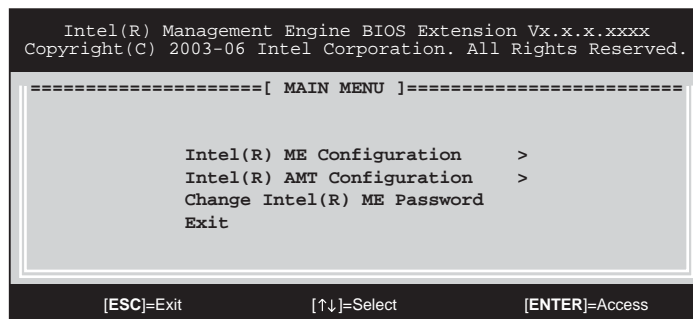 Intel(R) Management Engine BIOS Extension Vx.x.x.xxxx
Copyright(C) 2003-06 Intel Corporation. All Rights Reserved.
=====================[ MAIN MENU ]=========================
Intel(R) ME Configuration >
Intel(R) AMT Configuration >
Change Intel(R) ME Password
Exit
[ESC]=Exit [↑↓]=Select [ENTER]=Access